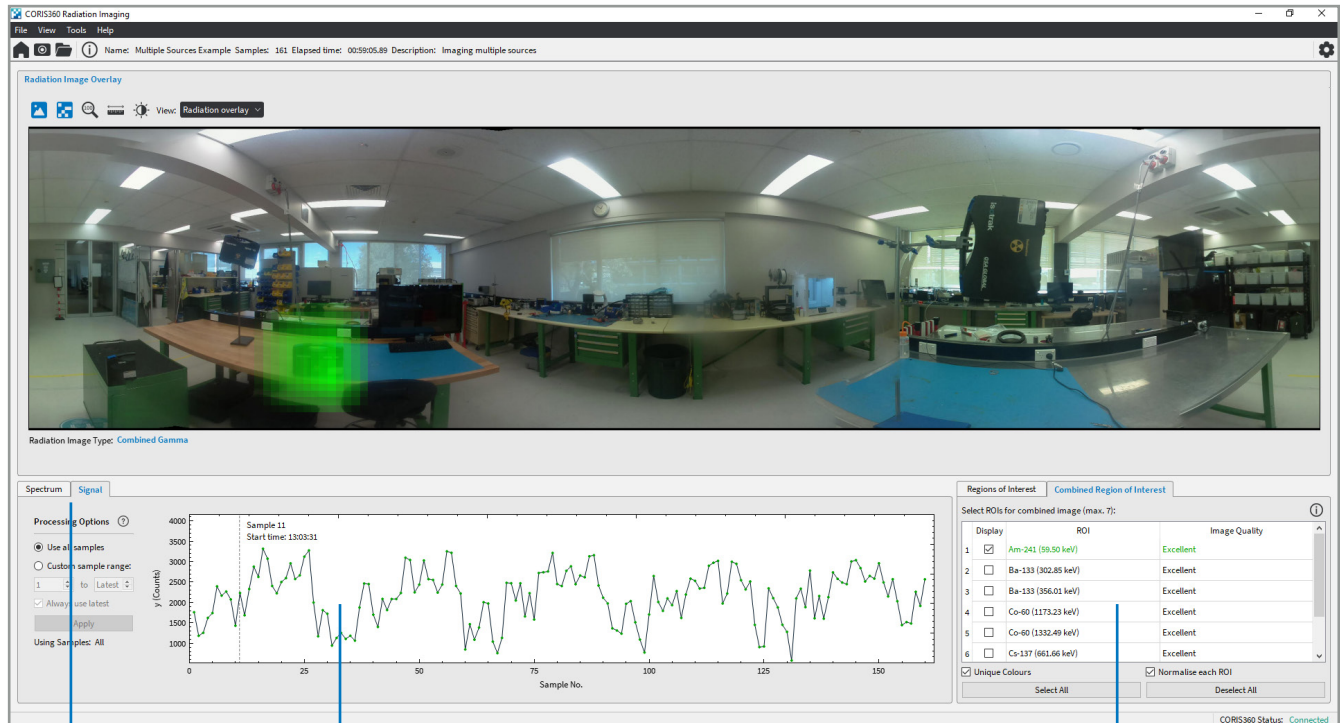 CORIS360 Radiation Imaging
File View Tools Help
Name: Multiple Sources Example Samples: 161 Elapsed time: 00:59:05.89 Description: Imaging multiple sources
Radiation Image Overlay
100
View: Radiation overlay
Radiation Image Type: Combined Gamma
Spectrum Signal
Processing Options ?
Use all samples
Custom sample range:
1 to Latest
Always use latest
Apply
Using Samples: All
Sample 11
Start time: 13:03:31
4000
3500
3000
2500
2000
1500
1000
y (Counts)
0 25 50 75 100 125 150
Sample No.
Regions of Interest Combined Region of Interest
Select ROIs for combined image (max. 7):
Display ROI Image Quality
1 Am-241 (59.50 keV) Excellent
2 Ba-133 (302.85 keV) Excellent
3 Ba-133 (356.01 keV) Excellent
4 Co-60 (1173.23 keV) Excellent
5 Co-60 (1332.49 keV) Excellent
6 Cs-137 (661.66 keV) Excellent
Unique Colours Normalise each ROI
Select All Deselect All
CORIS360 Status: Connected